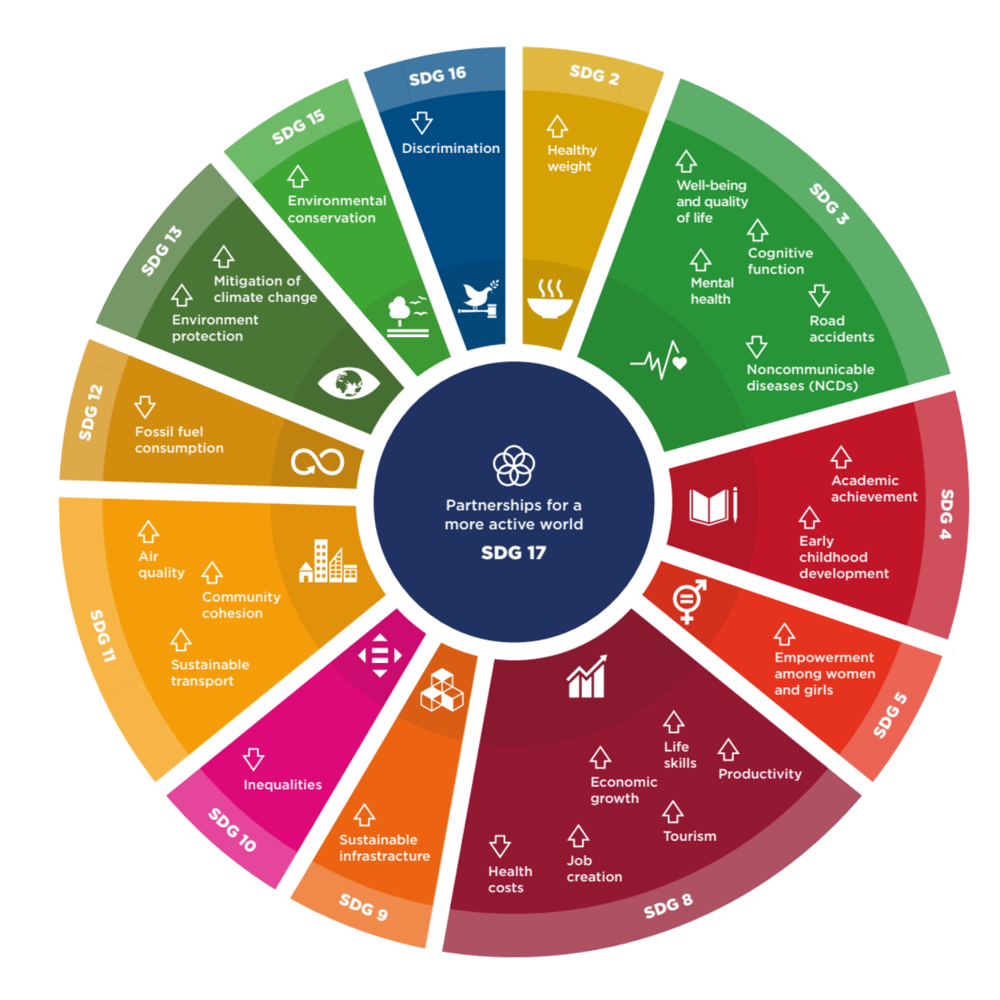 SDG 2
Healthy
weight
SDG 3
Well-being
and quality
of life
Cognitive
function
Mental
health
Road
accidents
Noncommunicable
diseases (NCDs)
SDG 4
Academic
achievement
Early
childhood
development
SDG 5
Empowerment
among women
and girls
SDG 8
Life
skills
Productivity
Economic
growth
Tourism
Job
creation
Health
costs
SDG 9
Sustainable
infrastracture
SDG 10
Inequalities
SDG 11
Air
quality
Community
cohesion
Sustainable
transport
SDG 12
Fossil fuel
consumption
SDG 13
Mitigation of
climate change
Environment
protection
SDG 15
Environmental
conservation
SDG 16
Discrimination
Partnerships for a
more active world
SDG 17